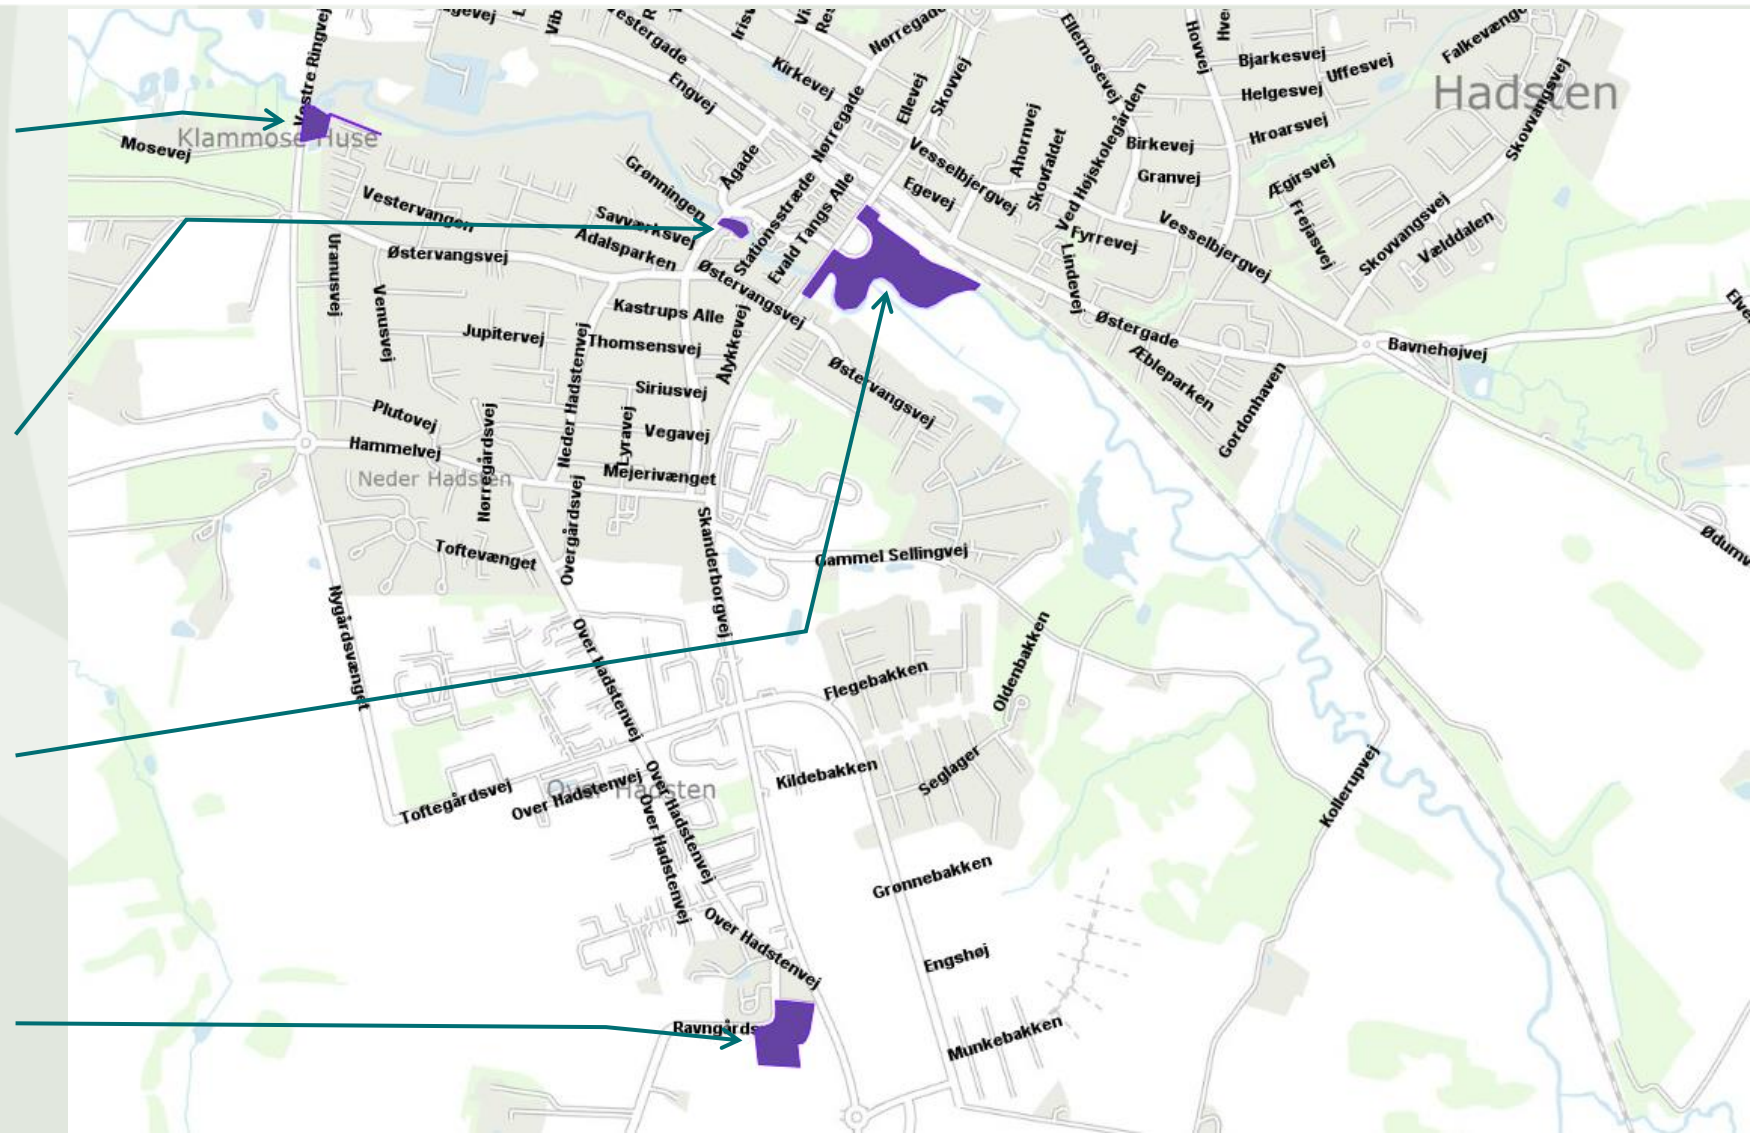 Vestergade
Nørregade
Kirkevej
Engvej
Vestre Ringvej
Ellevej
Skovvej
Ellemosevej
Hovvej
Bjarkesvej
Uffesvej
Helgesvej
Hroarsvej
Hadsten
Skovvangsvej
Klammose Huse
Mosevej
Nørregade
Ågade
Grønningen
Vesselbjergvej
Egevej
Ahornvej
Skovfaldet
Ved Højskolegården
Birkevej
Granvej
Ægirsvej
Frejasvej
Vestervangen
Savværksvej
Ådalsparken
Stationsstræde
Evald Tangs Alle
Fyrrevej
Lindevej
Vesselbjergvej
Skovvangsvej
Vælddalen
Østervangsvej
Østervangsvej
Uranusvej
Venusvej
Kastrups Alle
Jupitervej
Thomsensvej
Ålykkevej
Østergade
Æbleparken
Bavnehøjvej
Siriusvej
Neder Hadstenvej
Østervangsvej
Gordonhaven
Plutovej
Lyravej
Vegavej
Hammelvej
Neder Hadsten
Nørregårdsvej
Mejerivænget
Overgårdsvej
Skanderborgvej
Toftevænget
Gammel Sellingvej
Nygårdsvænget
Over Hadstenvej
Flegebakken
Oldenbakken
Kildebakken
Seglager
Kollerupvej
Toftegårdsvej
Over Hadstenvej
Over Hadsten
Over Hadstenvej
Over Hadstenvej
Grønnebakken
Over Hadstenvej
Engshøj
Ravngårds
Munkebakken